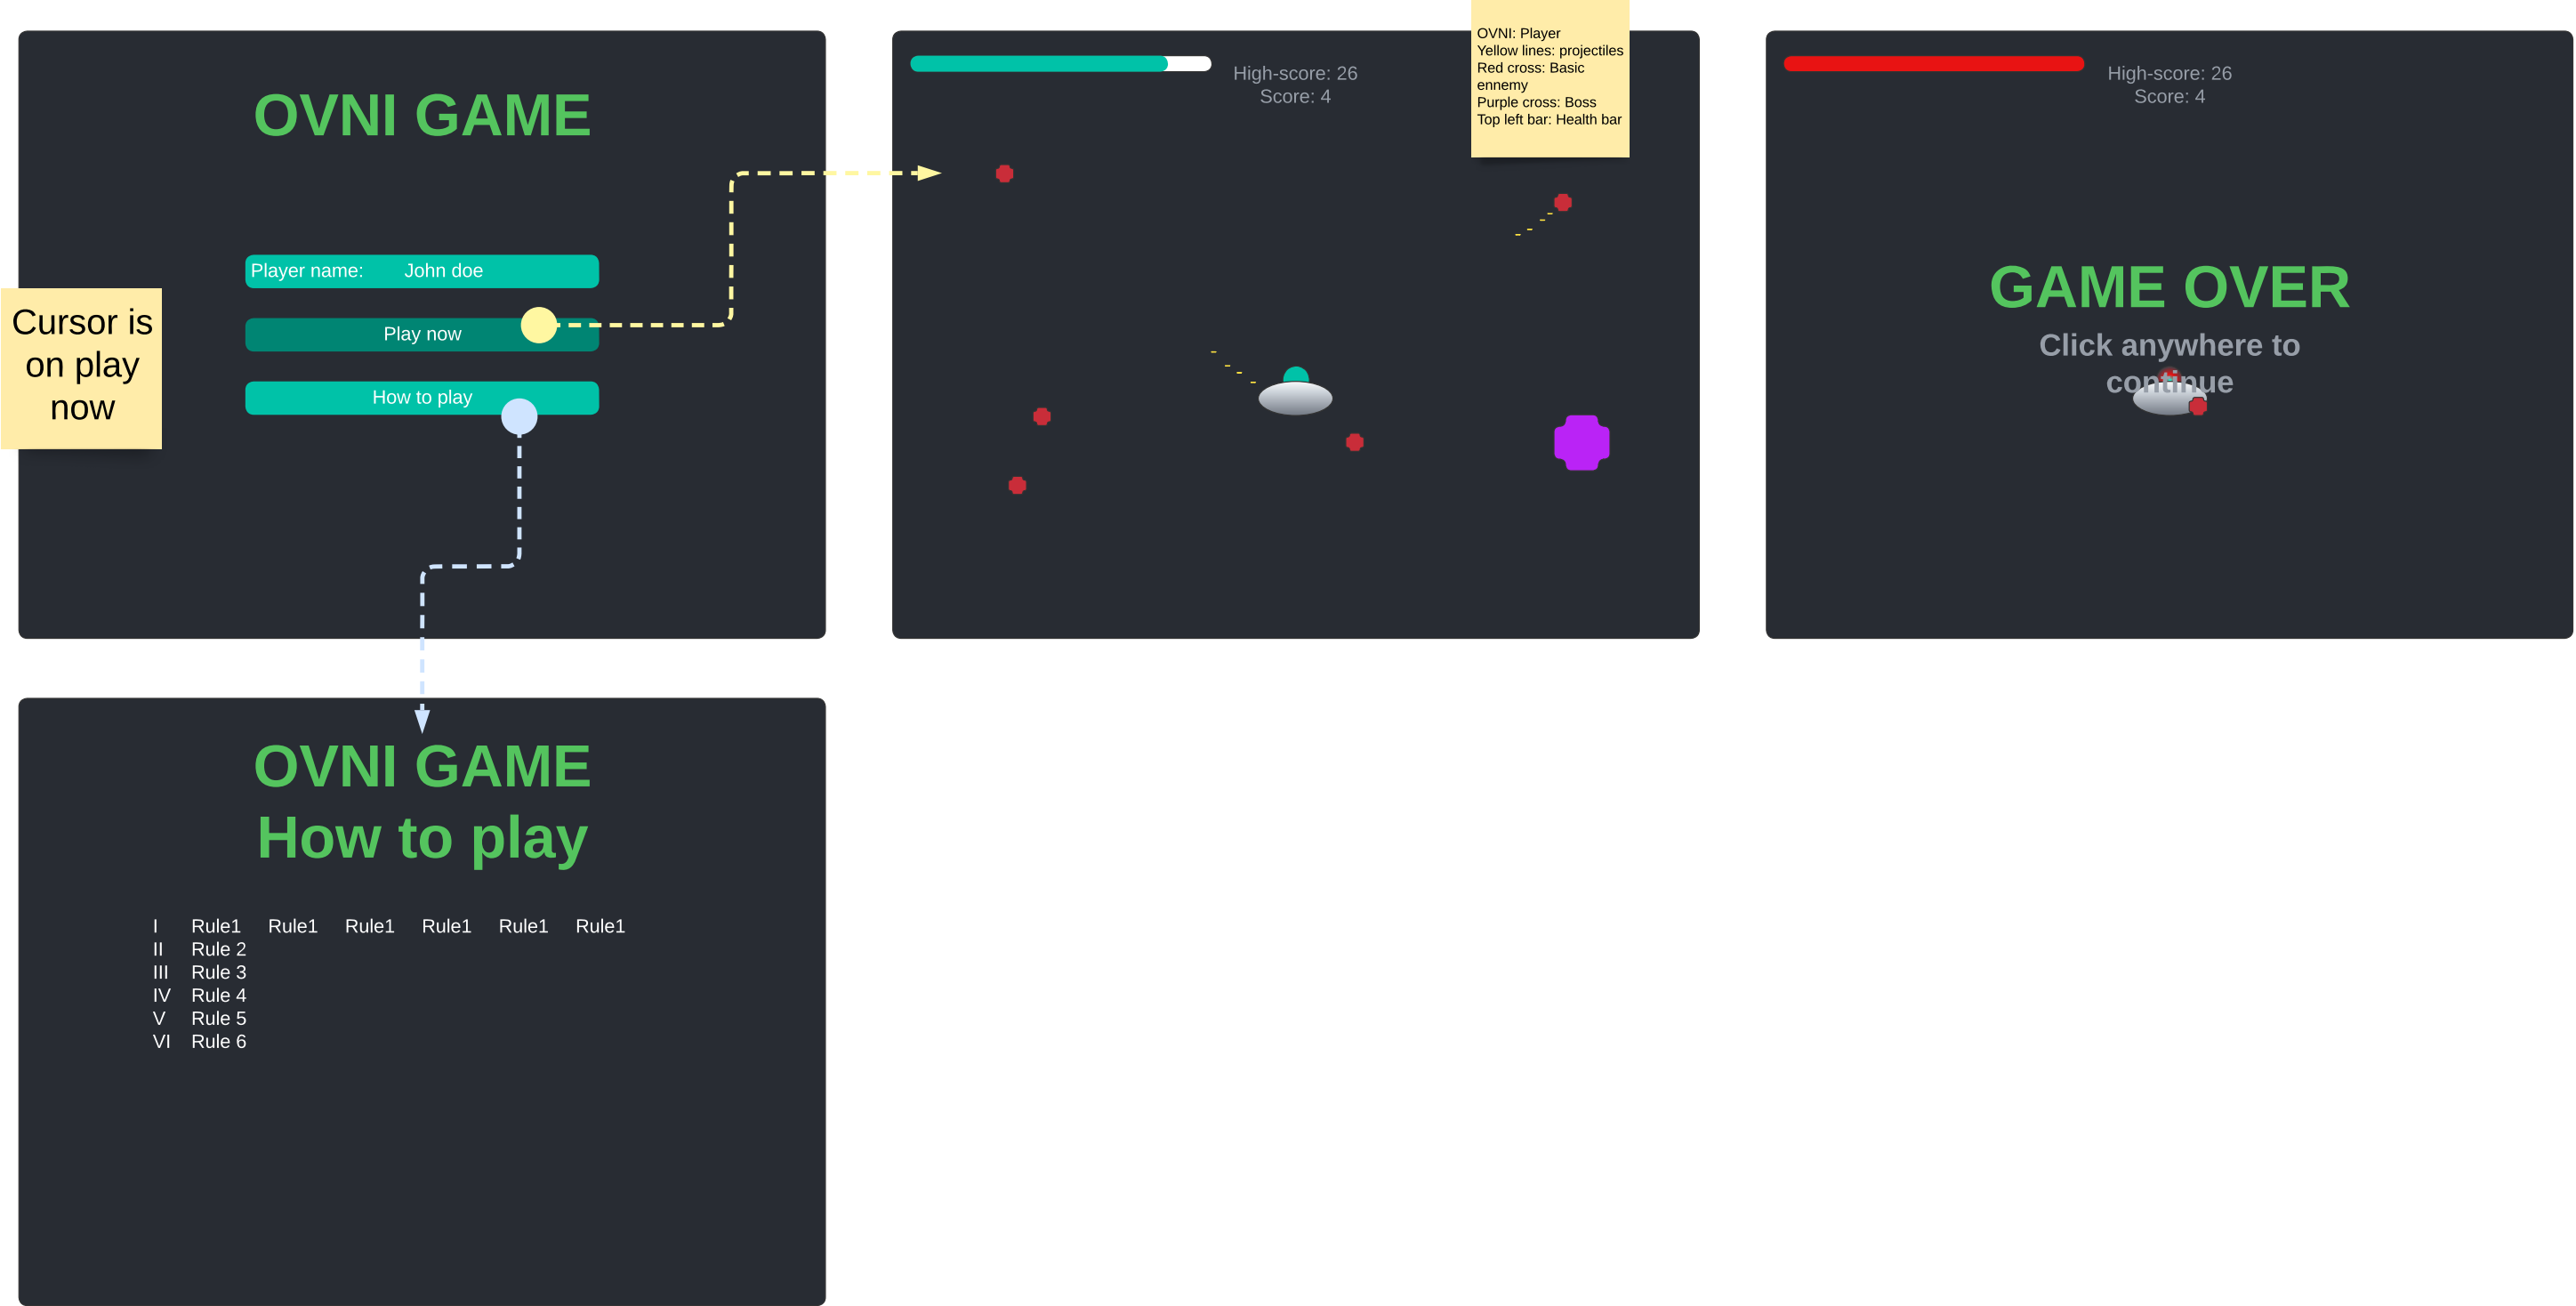 OVNI GAME
Player name: John doe
Play now
How to play
Cursor is
on play
now
High-score: 26
Score: 4
OVNI: Player
Yellow lines: projectiles
Red cross: Basic
ennemy
Purple cross: Boss
Top left bar: Health bar
High-score: 26
Score: 4
GAME OVER
Click anywhere to
continue
OVNI GAME
How to play
I Rule1 Rule1 Rule1 Rule1 Rule1 Rule1
II Rule 2
III Rule 3
IV Rule 4
V Rule 5
VI Rule 6